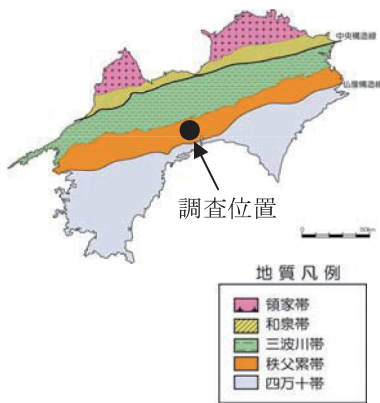 中央構造線
仏像構造線
調査位置
0 50km
地質凡例
領家帯
和泉帯
三波川帯
秩父累帯
四万十帯